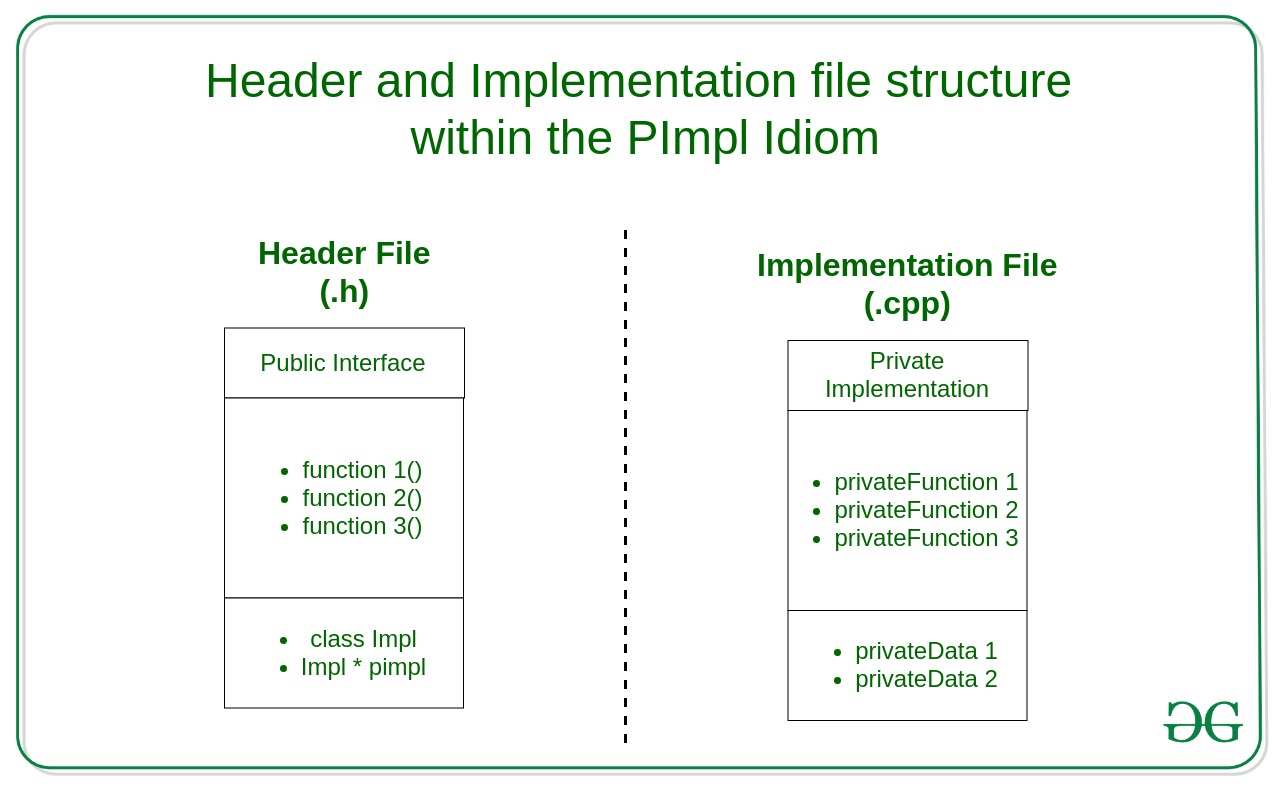 Header and Implementation file structure
within the PImpl Idiom
Header File
(.h)
Public Interface
• function 1()
• function 2()
• function 3()
• class Impl
• Impl * pimpl
Implementation File
(.cpp)
Private
Implementation
• privateFunction 1
• privateFunction 2
• privateFunction 3
• privateData 1
• privateData 2
GG